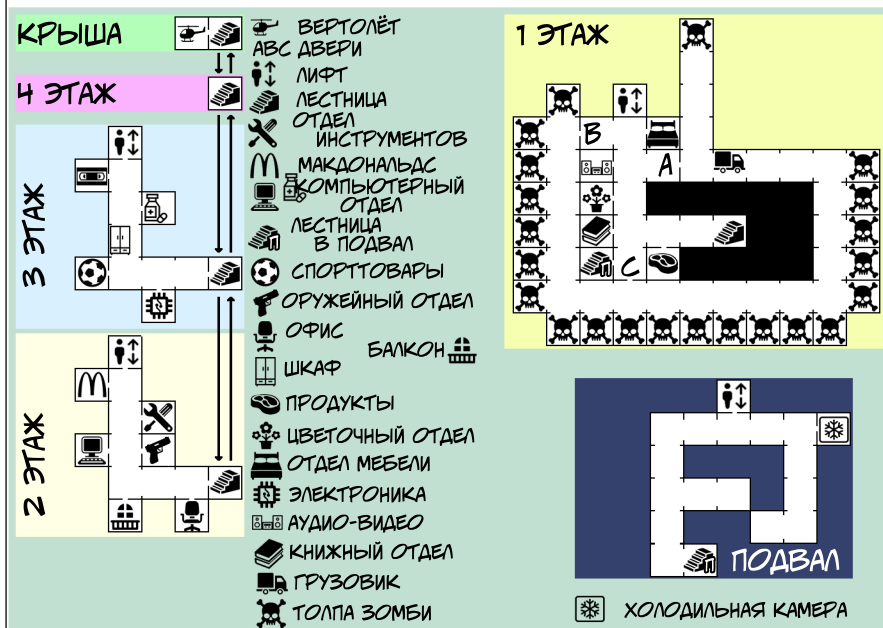 КРЫША
4 ЭТАЖ
3 ЭТАЖ
2 ЭТАЖ
ВЕРТОЛЁТ
АВС ДВЕРИ
ЛИФТ
ЛЕСТНИЦА
ОТДЕЛ
ИНСТРУМЕНТОВ
МАКДОНАЛЬДС
КОМПЬЮТЕРНЫЙ
ОТДЕЛ
ЛЕСТНИЦА
В ПОДВАЛ
СПОРТТОВАРЫ
ОРУЖЕЙНЫЙ ОТДЕЛ
ОФИС
БАЛКОН
ШКАФ
ПРОДУКТЫ
ЦВЕТОЧНЫЙ ОТДЕЛ
ОТДЕЛ МЕБЕЛИ
ЭЛЕКТРОНИКА
АУДИО-ВИДЕО
КНИЖНЫЙ ОТДЕЛ
ГРУЗОВИК
ТОЛПА ЗОМБИ
1 ЭТАЖ
В
А
С
ПОДВАЛ
ХОЛОДИЛЬНАЯ КАМЕРА